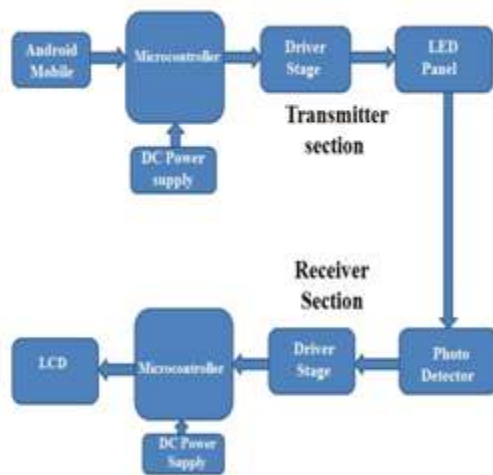 Android
Mobile
Microcontroller
Driver
Stage
LED
Panel
DC Power
supply
Transmitter
section
Receiver
Section
LCD
Microcontroller
Driver
Stage
Photo
Detector
DC Power
Supply